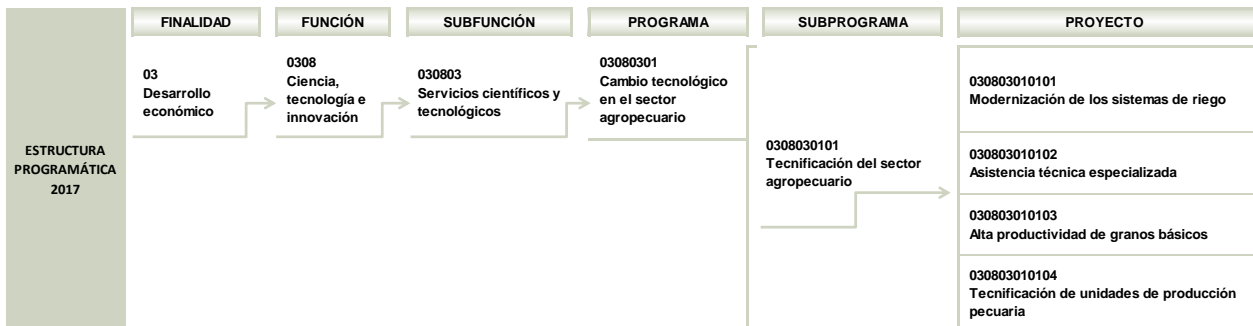 FINALIDAD
FUNCIÓN
SUBFUNCIÓN
PROGRAMA
SUBPROGRAMA
PROYECTO
ESTRUCTURA
PROGRAMÁTICA
2017
03
Desarrollo
económico
0308
Ciencia,
tecnología e
innovación
030803
Servicios científicos y
tecnológicos
03080301
Cambio tecnológico
en el sector
agropecuario
0308030101
Tecnificación del sector
agropecuario
030803010101
Modernización de los sistemas de riego
030803010102
Asistencia técnica especializada
030803010103
Alta productividad de granos básicos
030803010104
Tecnificación de unidades de producción
pecuaria